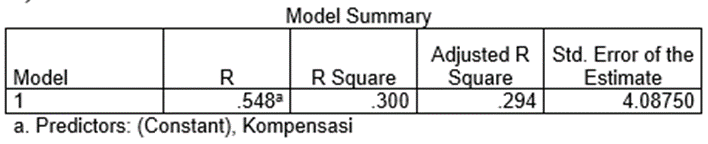 Model Summary
Model R R Square Adjusted R Square Std. Error of the Estimate
1 .548a .300 .294 4.08750
a. Predictors: (Constant), Kompensasi